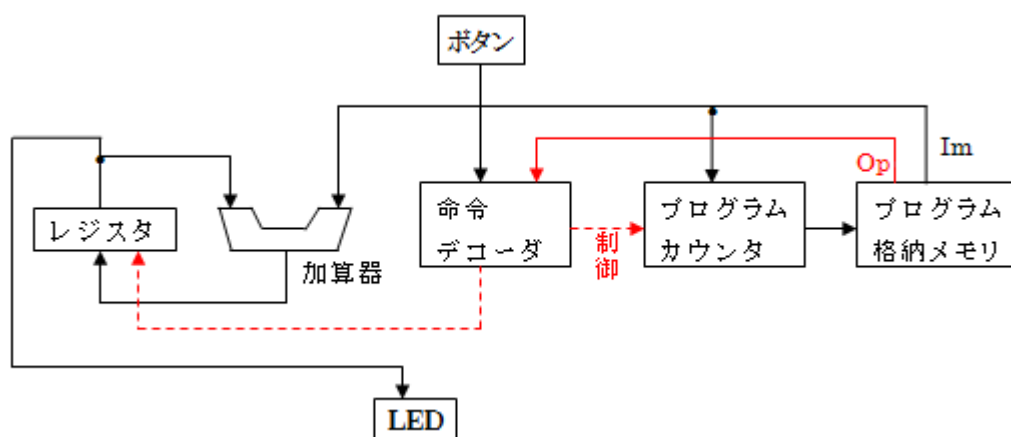 ボタン
Im
Op
命令
デコーダ
プログラム
カウンタ
プログラム
格納メモリ
レジスタ
制
御
加算器
LED